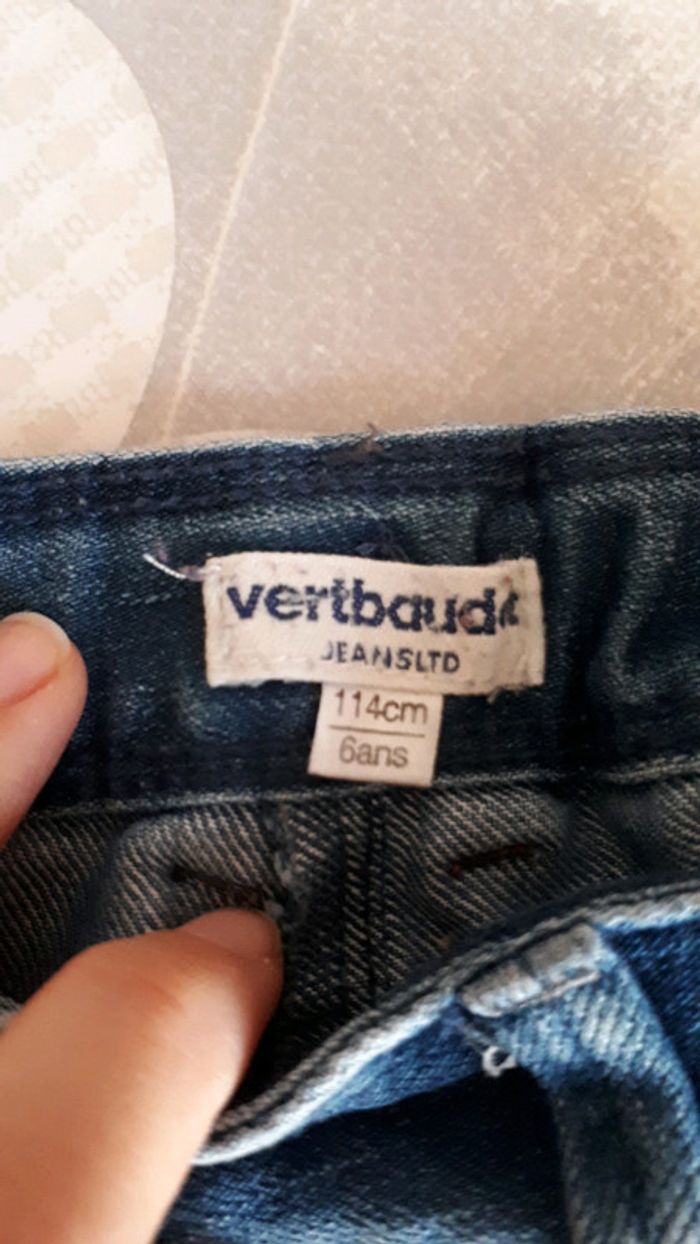 vertbaudet
JEANSLTD
114cm
6ans